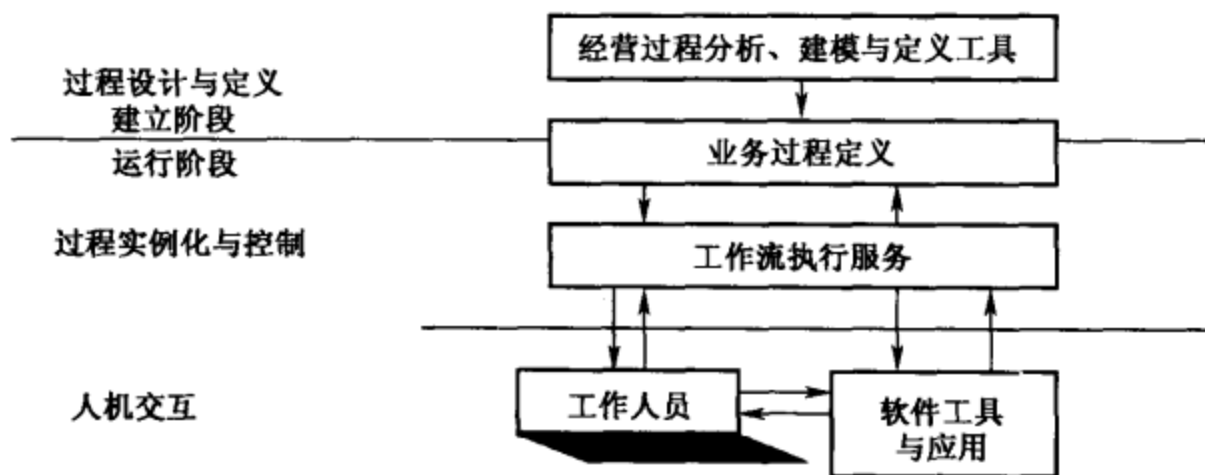 经营过程分析、建模与定义工具
过程设计与定义
建立阶段
业务过程定义
运行阶段
过程实例化与控制
工作流执行服务
人机交互
工作人员
软件工具
与应用